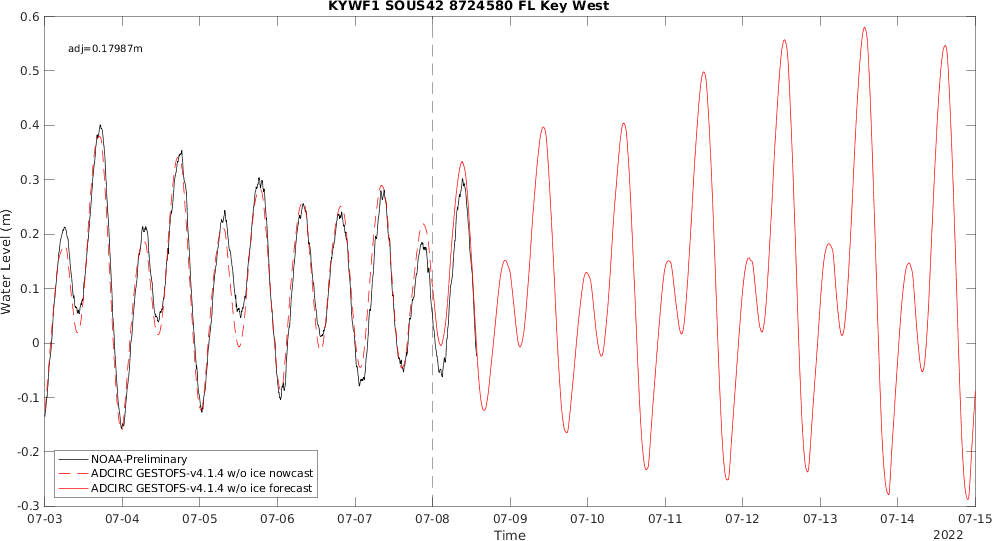 KYWF1 SOUS42 8724580 FL Key West
adj=0.17987m
0.6
0.5
0.4
0.3
0.2
0.1
0
-0.1
-0.2
-0.3
Water Level (m)
NOAA-Preliminary
ADCIRC GESTOFS-v4.1.4 w/o ice nowcast
ADCIRC GESTOFS-v4.1.4 w/o ice forecast
07-03 07-04 07-05 07-06 07-07 07-08 07-09 07-10 07-11 07-12 07-13 07-14 07-15
Time
2022